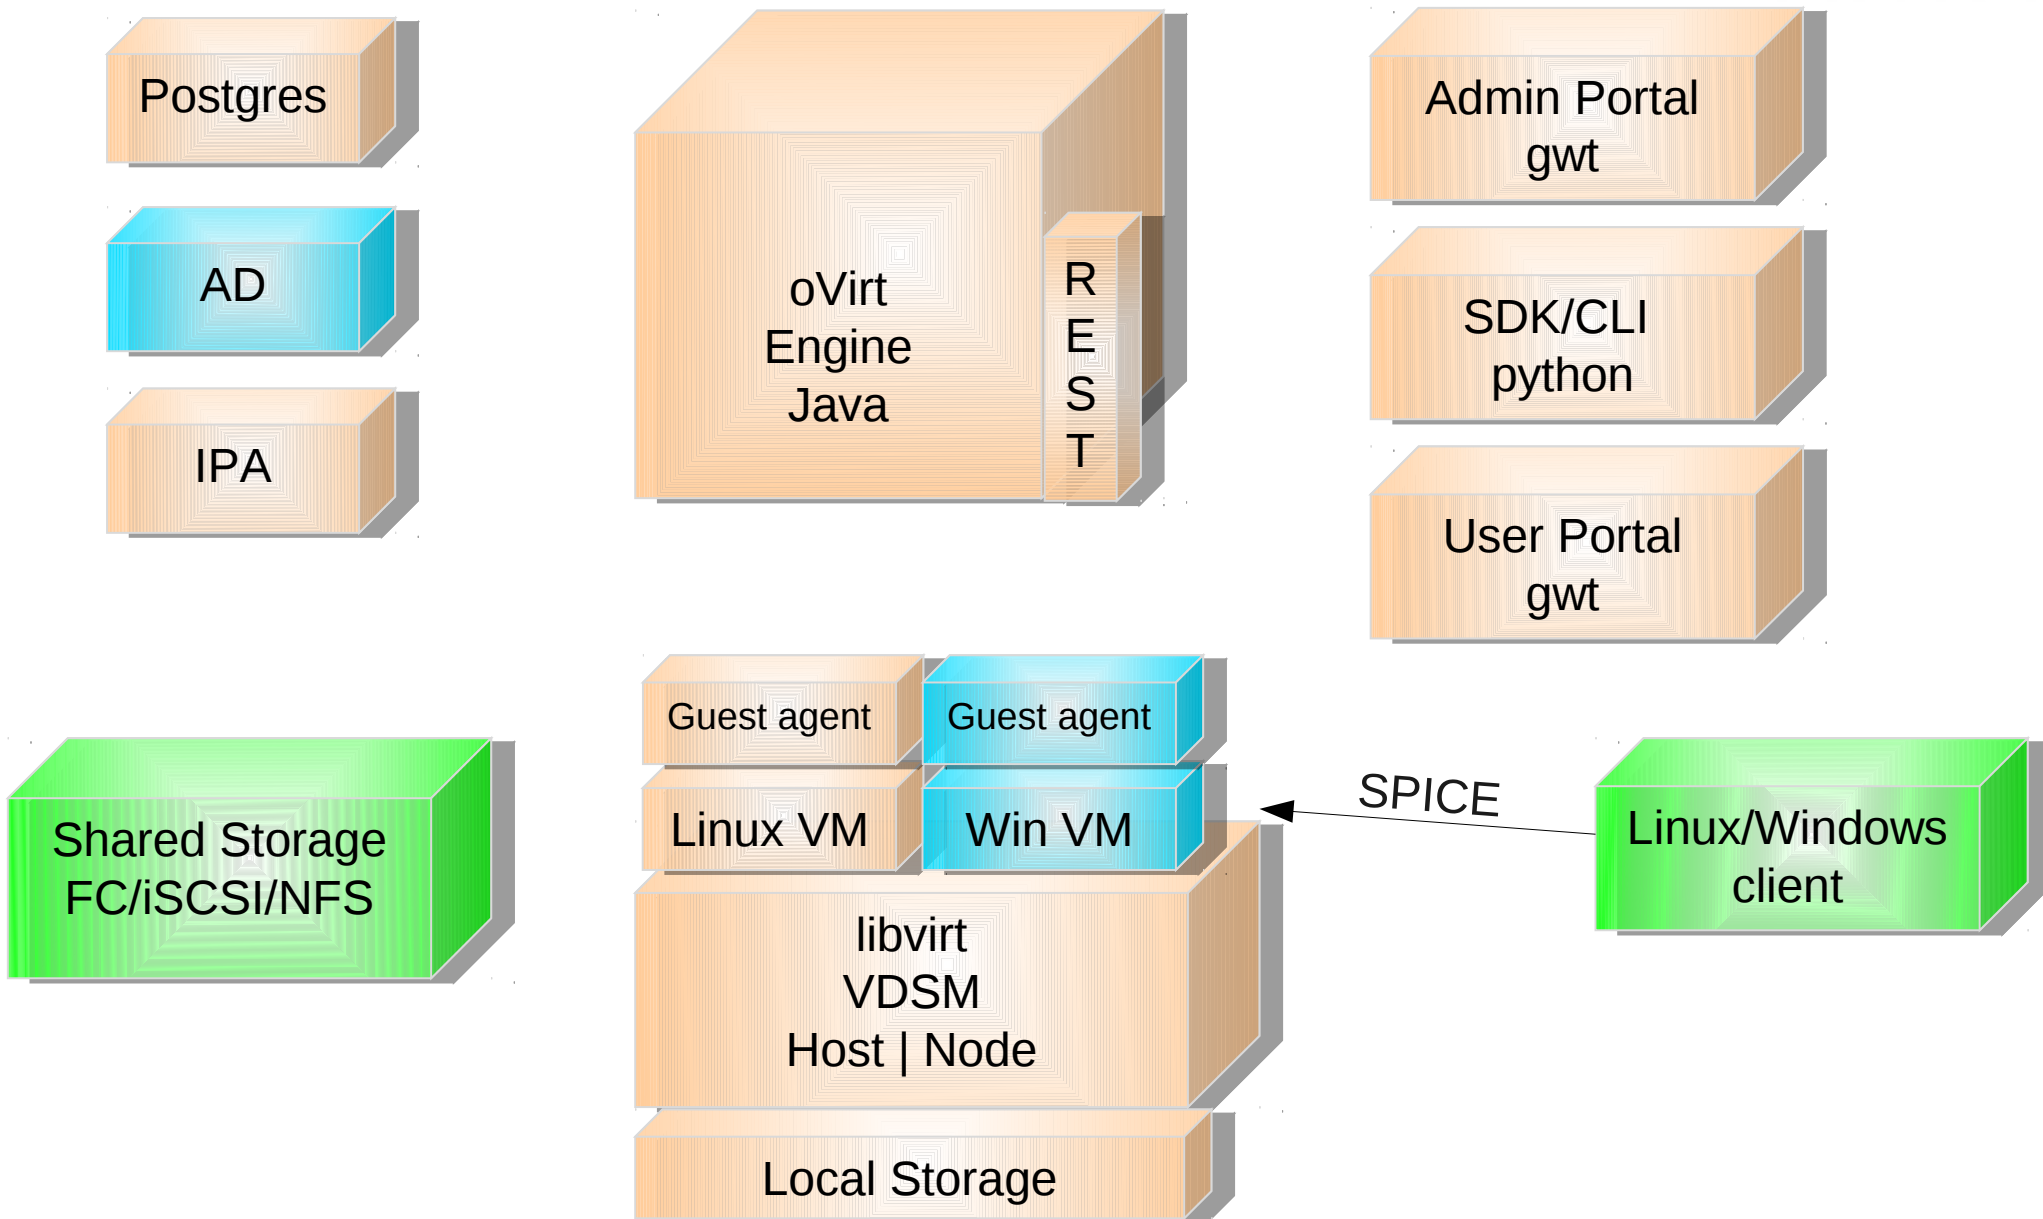 Postgres
AD
IPA
oVirt
Engine
Java
R
E
S
T
Admin Portal
gwt
SDK/CLI
python
User Portal
gwt
Shared Storage
FC/iSCSI/NFS
Guest agent
Guest agent
Linux VM
Win VM
libvirt
VDSM
Host | Node
Local Storage
SPICE
Linux/Windows
client